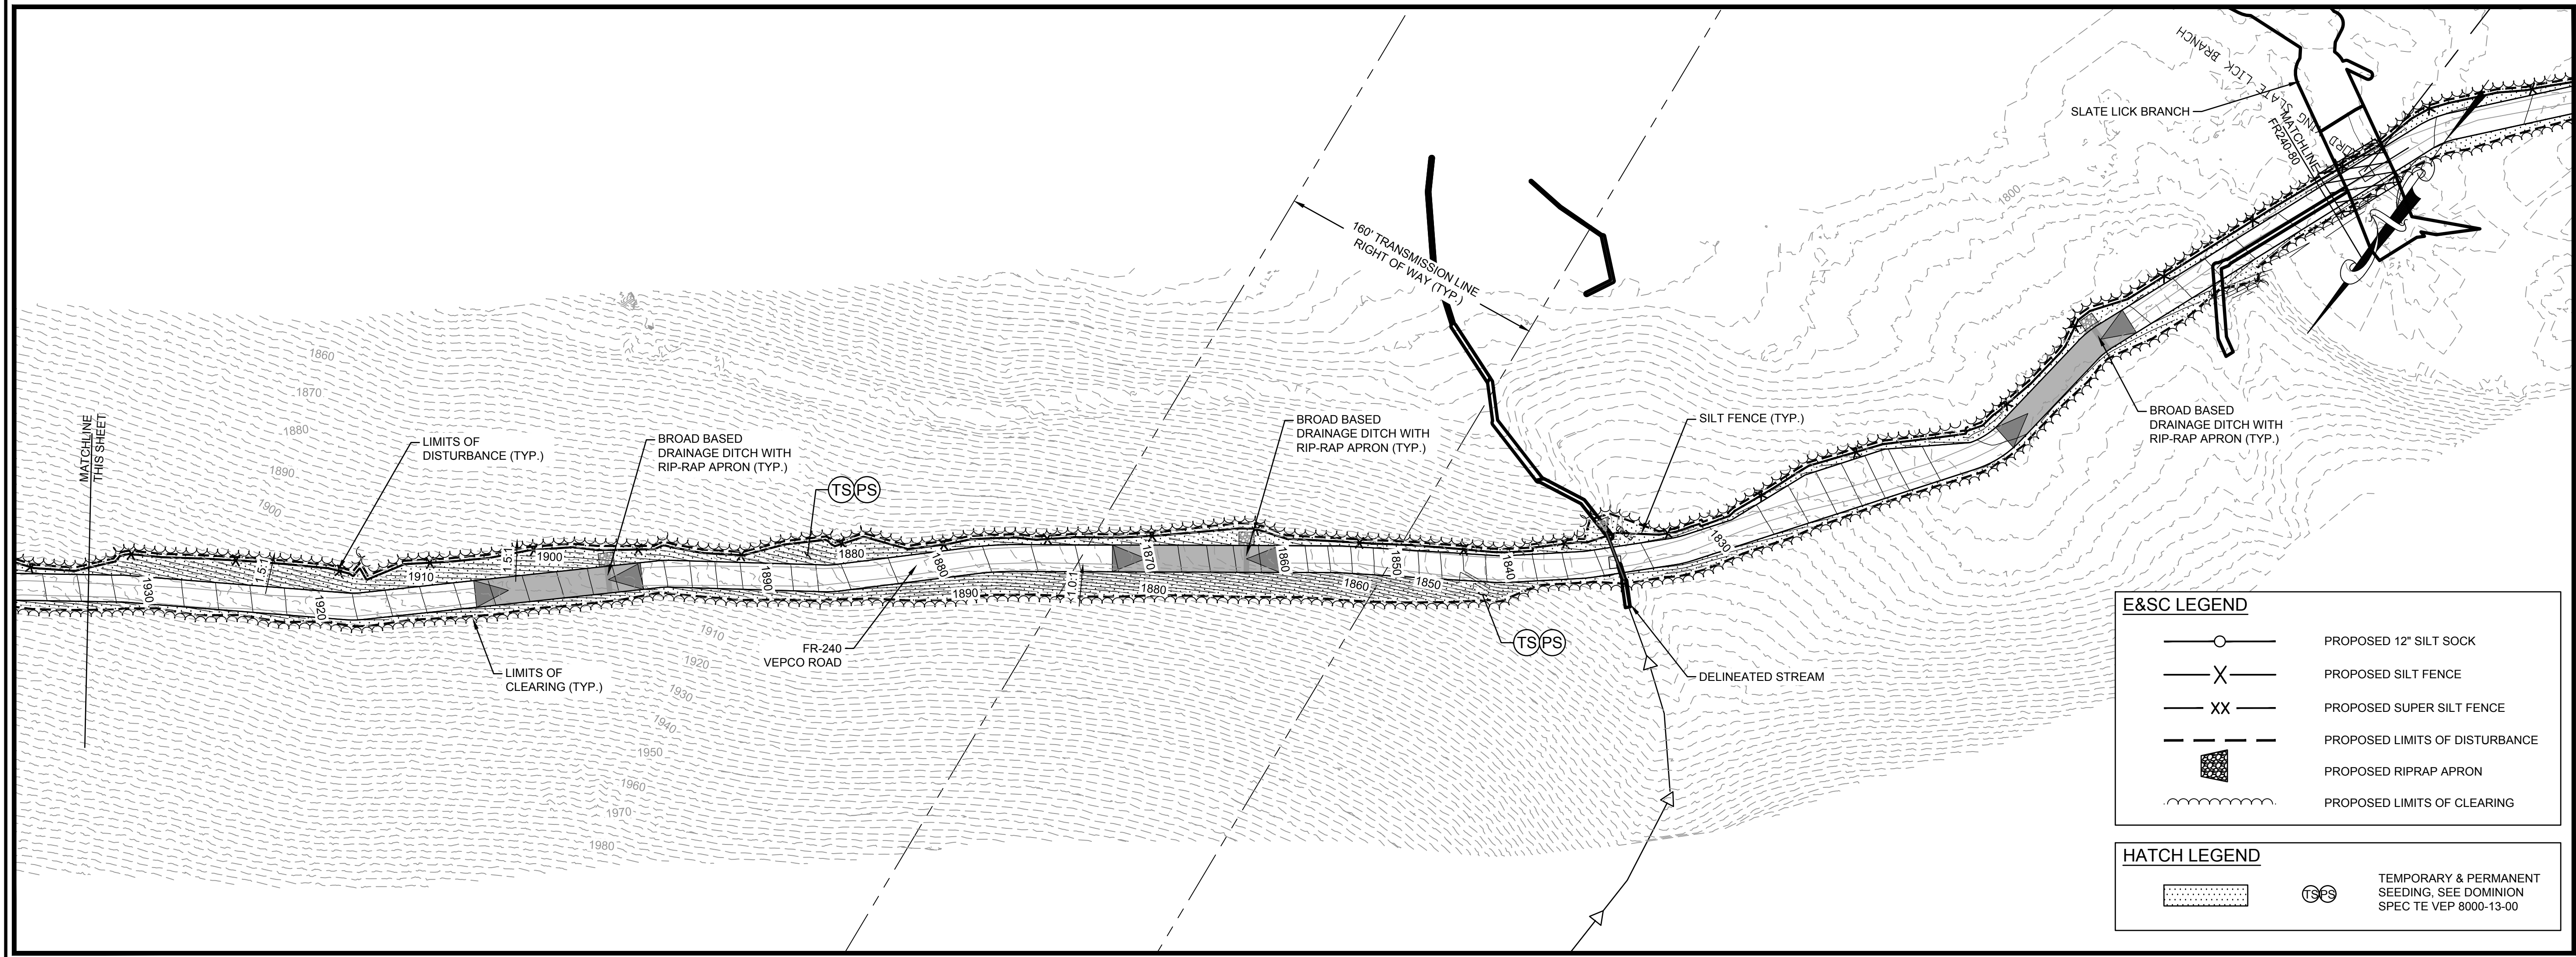 SLATE LICK BRANCH
SLATE LICK BRANCH
MATCHLINE
FR240-80
1800
160' TRANSMISSION LINE
RIGHT OF WAY (TYP.)
1860
1870
1880
1890
1900
MATCHLINE
THIS SHEET
LIMITS OF
DISTURBANCE (TYP.)
BROAD BASED
DRAINAGE DITCH WITH
RIP-RAP APRON (TYP.)
TS PS
BROAD BASED
DRAINAGE DITCH WITH
RIP-RAP APRON (TYP.)
SILT FENCE (TYP.)
BROAD BASED
DRAINAGE DITCH WITH
RIP-RAP APRON (TYP.)
1930
1.5:1
1920
1910
1.5:1
1900
1890
1880
1880
1890
1.0:1
1880
1870
1860
1860
1850
1850
1840
1830
FR-240
VEPCO ROAD
LIMITS OF
CLEARING (TYP.)
TS PS
DELINEATED STREAM
1910
1920
1930
1940
1950
1960
1970
1980
E&SC LEGEND
PROPOSED 12" SILT SOCK
X PROPOSED SILT FENCE
XX PROPOSED SUPER SILT FENCE
PROPOSED LIMITS OF DISTURBANCE
PROPOSED RIPRAP APRON
PROPOSED LIMITS OF CLEARING
HATCH LEGEND
TS PS
TEMPORARY & PERMANENT
SEEDING, SEE DOMINION
SPEC TE VEP 8000-13-00